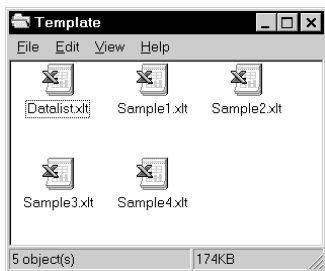 Template
File Edit View Help
Datalist.xlt Sample1.xlt Sample2.xlt
Sample3.xlt Sample4.xlt
5 object(s) 174KB